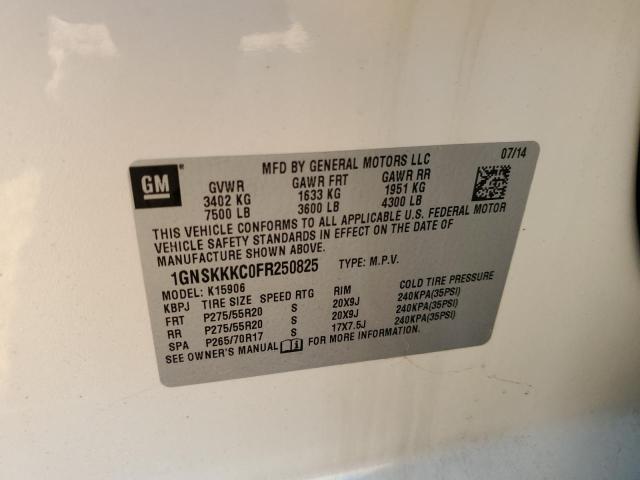 MFD BY GENERAL MOTORS LLC 07/14
GM
GVWR GAWR FRT GAWR RR
3402 KG 1633 KG 1951 KG
7500 LB 3600 LB 4300 LB
THIS VEHICLE CONFORMS TO ALL APPLICABLE U.S. FEDERAL MOTOR
VEHICLE SAFETY STANDARDS IN EFFECT ON THE DATE OF
MANUFACTURE SHOWN ABOVE.
1GNSKKKC0FR250825 TYPE: M.P.V.
MODEL: K15906
KBPJ TIRE SIZE SPEED RTG RIM COLD TIRE PRESSURE
FRT P275/55R20 S 20X9J 240KPA(35PSI)
RR P275/55R20 S 20X9J 240KPA(35PSI)
SPA P265/70R17 S 17X7.5J 240KPA(35PSI)
SEE OWNER'S MANUAL